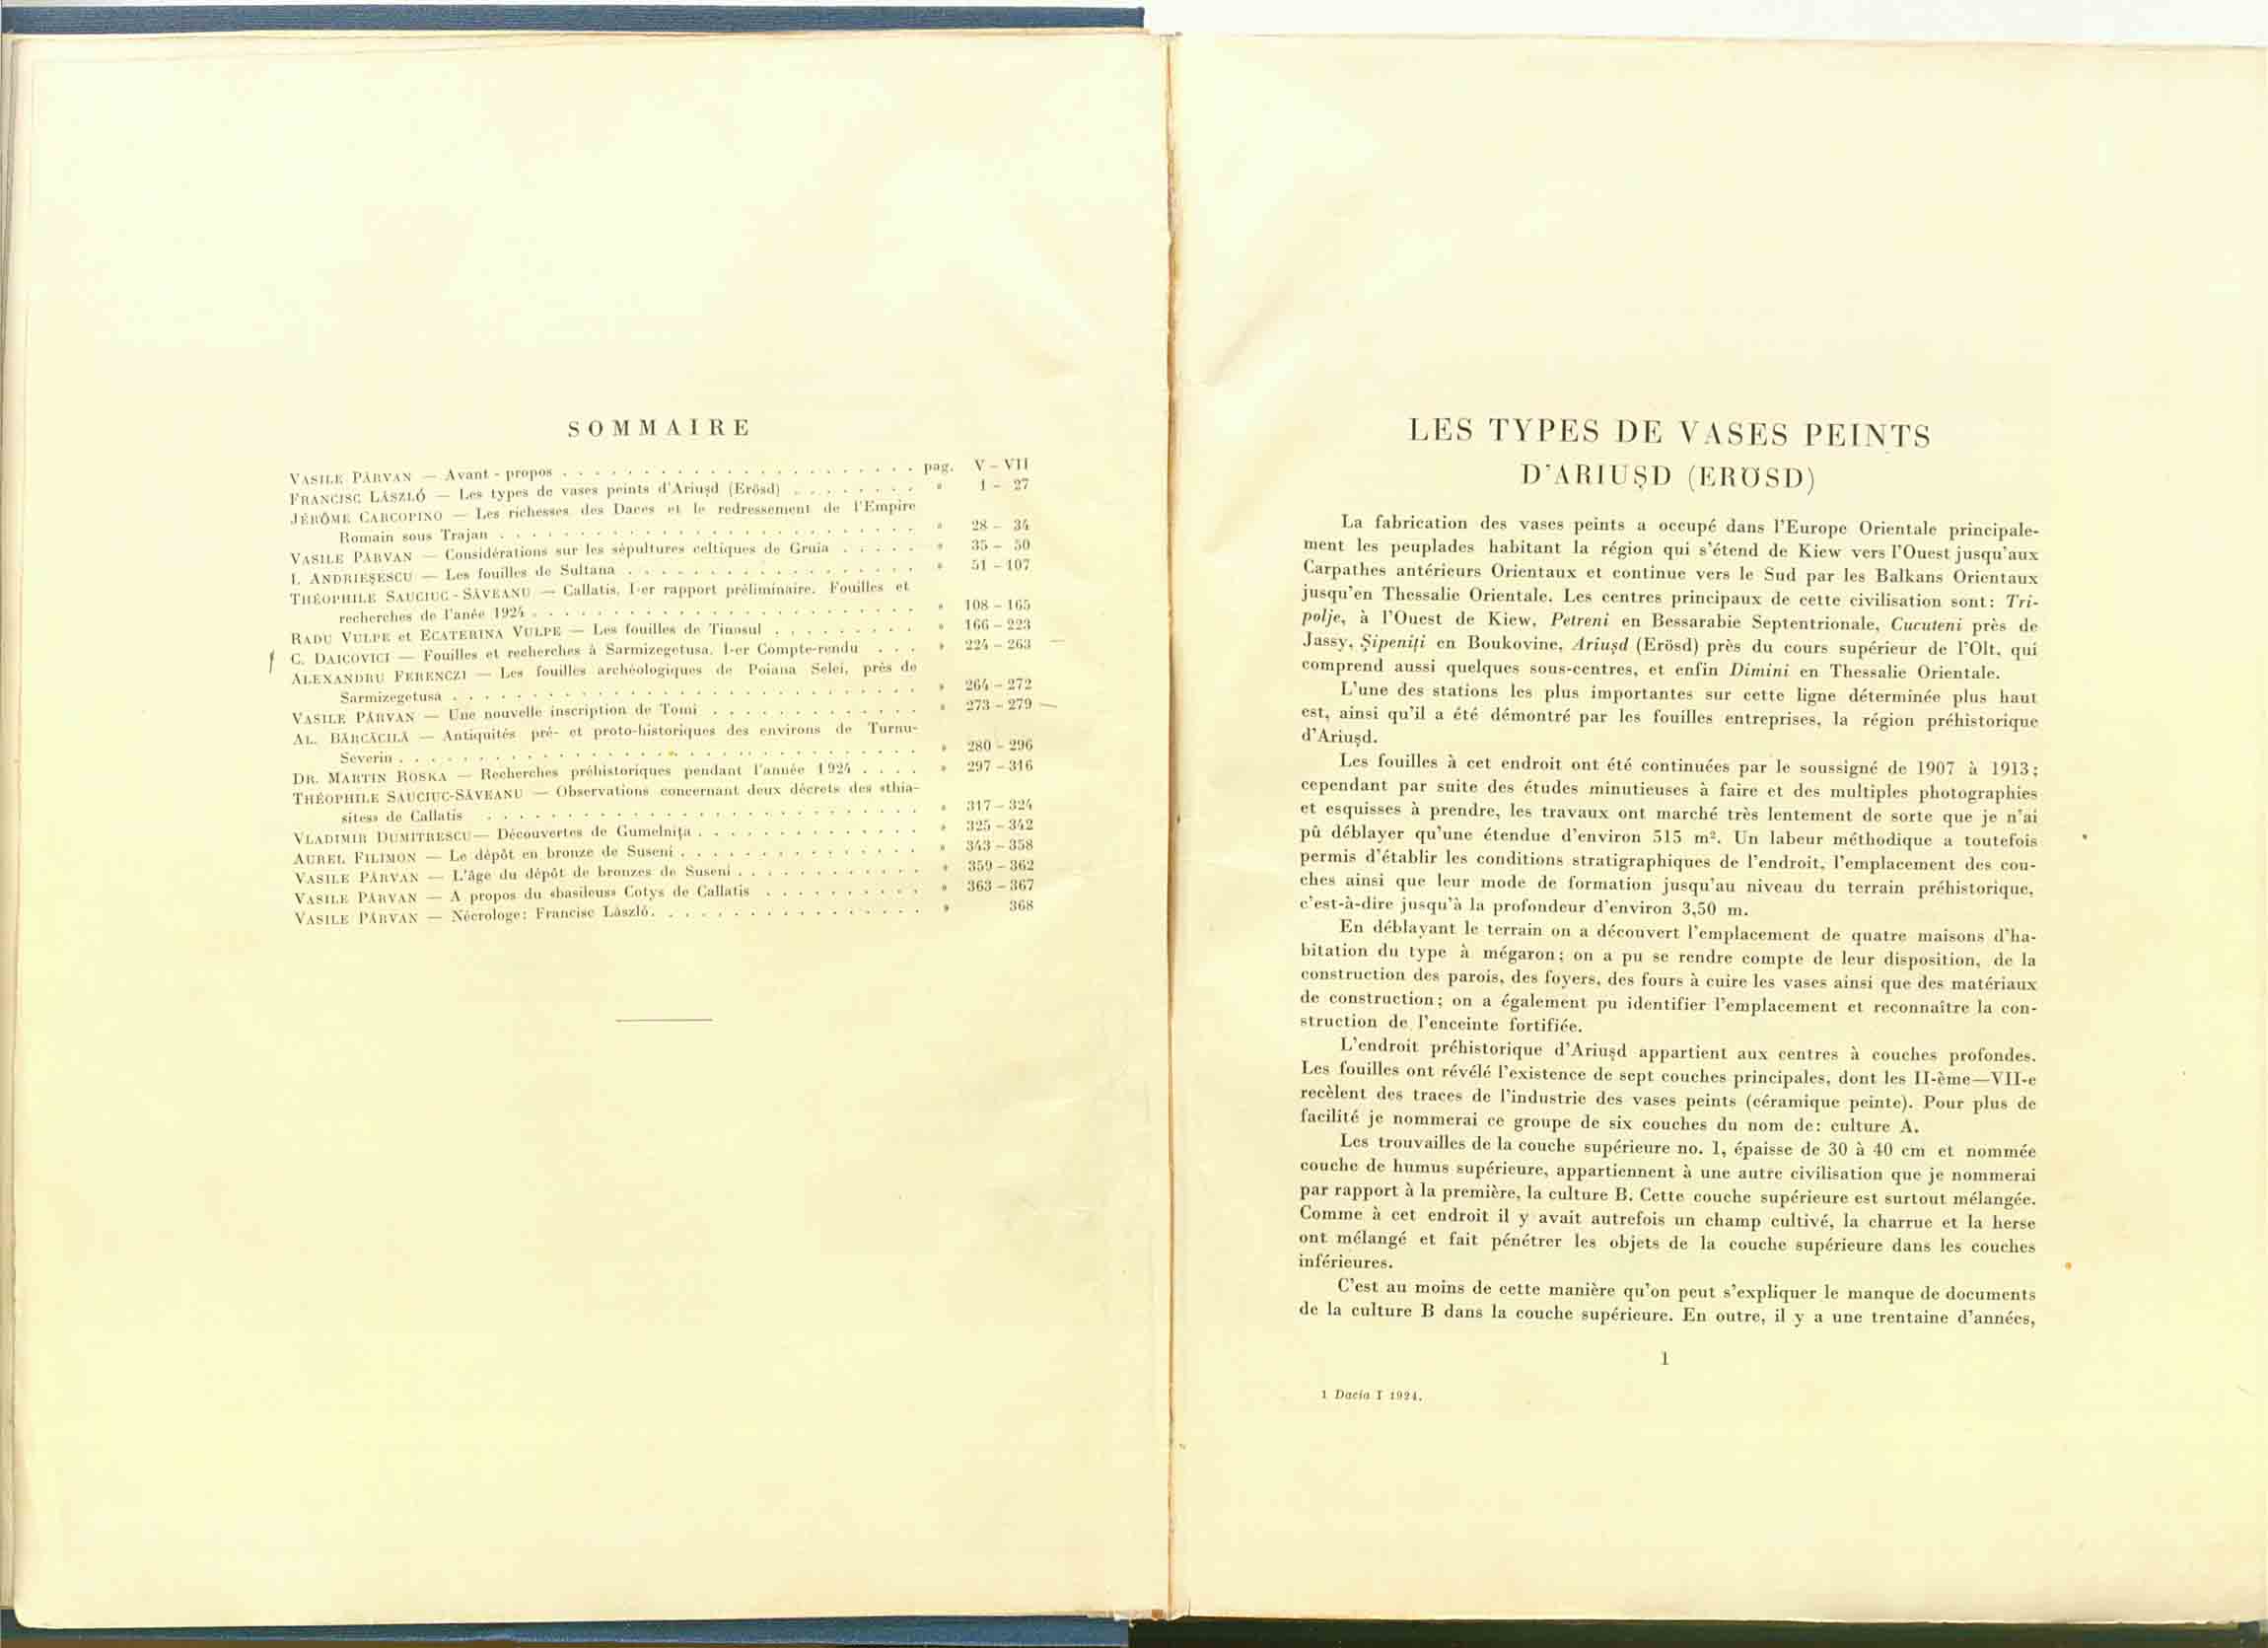 SOMMAIRE
VASILE PÂRVAN — Avant - propos . . . . . . . . . . . . . . . . . . . . . . pag. V – VII
FRANCISC LÁSZLÓ — Les types de vases peints d'Ariuşd (Erösd) . . . . . . . . » 1 – 27
JÉRÔME CARCOPINO — Les richesses des Daces et le redressement de l'Empire
Romain sous Trajan . . . . . . . . . . . . . . . . . . . . . . » 28 – 34
VASILE PÂRVAN — Considérations sur les sépultures celtiques de Gruia . . . . . » 35 – 50
I. ANDRIEŞESCU — Les fouilles de Sultana . . . . . . . . . . . . . . . . . . » 51 – 107
THÉOPHILE SAUCIUC - SĂVEANU — Callatis, I-er rapport préliminaire. Fouilles et
recherches de l'anée 1924 . . . . . . . . . . . . . . . . . . . . » 108 – 165
RADU VULPE et ECATERINA VULPE — Les fouilles de Tinosul . . . . . . . . . » 166 – 223
C. DAICOVICI — Fouilles et recherches à Sarmizegetusa. I-er Compte-rendu . . . » 224 – 263
ALEXANDRU FERENCZI — Les fouilles archéologiques de Poiana Selei, près de
Sarmizegetusa . . . . . . . . . . . . . . . . . . . . . . . . » 264 – 272
VASILE PÂRVAN — Une nouvelle inscription de Tomi . . . . . . . . . . . . . » 273 – 279
AL. BĂRCĂCILĂ — Antiquités pré- et proto-historiques des environs de Turnu-
Severin . . . . . . . . . . . . . . . . . . . . . . . . . . . » 280 – 296
DR. MARTIN ROSKA — Recherches préhistoriques pendant l'année 1924 . . . . » 297 – 316
THÉOPHILE SAUCIUC-SĂVEANU — Observations concernant deux décrets des «thia-
sites» de Callatis . . . . . . . . . . . . . . . . . . . . . . » 317 – 324
VLADIMIR DUMITRESCU — Découvertes de Gumelniţa . . . . . . . . . . . . . . » 325 – 342
AUREL FILIMON — Le dépôt en bronze de Suseni . . . . . . . . . . . . . . . » 343 – 358
VASILE PÂRVAN — L'âge du dépôt de bronzes de Suseni . . . . . . . . . . . . » 359 – 362
VASILE PÂRVAN — A propos du «basileus» Cotys de Callatis . . . . . . . . . . » 363 – 367
VASILE PÂRVAN — Nécrologe: Francisc László. . . . . . . . . . . . . . . . . » 368
LES TYPES DE VASES PEINTS
D'ARIUŞD (ERÖSD)
La fabrication des vases peints a occupé dans l'Europe Orientale principale-
ment les peuplades habitant la région qui s'étend de Kiew vers l'Ouest jusqu'aux
Carpathes antérieurs Orientaux et continue vers le Sud par les Balkans Orientaux
jusqu'en Thessalie Orientale. Les centres principaux de cette civilisation sont: Tri-
polje, à l'Ouest de Kiew, Petreni en Bessarabie Septentrionale, Cucuteni près de
Jassy, Şipeniţi en Boukovine, Ariuşd (Erösd) près du cours supérieur de l'Olt, qui
comprend aussi quelques sous-centres, et enfin Dimini en Thessalie Orientale.
L'une des stations les plus importantes sur cette ligne déterminée plus haut
est, ainsi qu'il a été démontré par les fouilles entreprises, la région préhistorique
d'Ariuşd.
Les fouilles à cet endroit ont été continuées par le soussigné de 1907 à 1913;
cependant par suite des études minutieuses à faire et des multiples photographies
et esquisses à prendre, les travaux ont marché très lentement de sorte que je n'ai
pû déblayer qu'une étendue d'environ 515 m². Un labeur méthodique a toutefois
permis d'établir les conditions stratigraphiques de l'endroit, l'emplacement des cou-
ches ainsi que leur mode de formation jusqu'au niveau du terrain préhistorique,
c'est-à-dire jusqu'à la profondeur d'environ 3,50 m.
En déblayant le terrain on a découvert l'emplacement de quatre maisons d'ha-
bitation du type à mégaron; on a pu se rendre compte de leur disposition, de la
construction des parois, des foyers, des fours à cuire les vases ainsi que des matériaux
de construction; on a également pu identifier l'emplacement et reconnaître la con-
struction de l'enceinte fortifiée.
L'endroit préhistorique d'Ariuşd appartient aux centres à couches profondes.
Les fouilles ont révélé l'existence de sept couches principales, dont les II-ème—VII-e
recèlent des traces de l'industrie des vases peints (céramique peinte). Pour plus de
facilité je nommerai ce groupe de six couches du nom de: culture A.
Les trouvailles de la couche supérieure no. 1, épaisse de 30 à 40 cm et nommée
couche de humus supérieure, appartiennent à une autre civilisation que je nommerai
par rapport à la première, la culture B. Cette couche supérieure est surtout mélangée.
Comme à cet endroit il y avait autrefois un champ cultivé, la charrue et la herse
ont mélangé et fait pénétrer les objets de la couche supérieure dans les couches
inférieures.
C'est au moins de cette manière qu'on peut s'expliquer le manque de documents
de la culture B dans la couche supérieure. En outre, il y a une trentaine d'années,
1
1 Dacia I 1924.